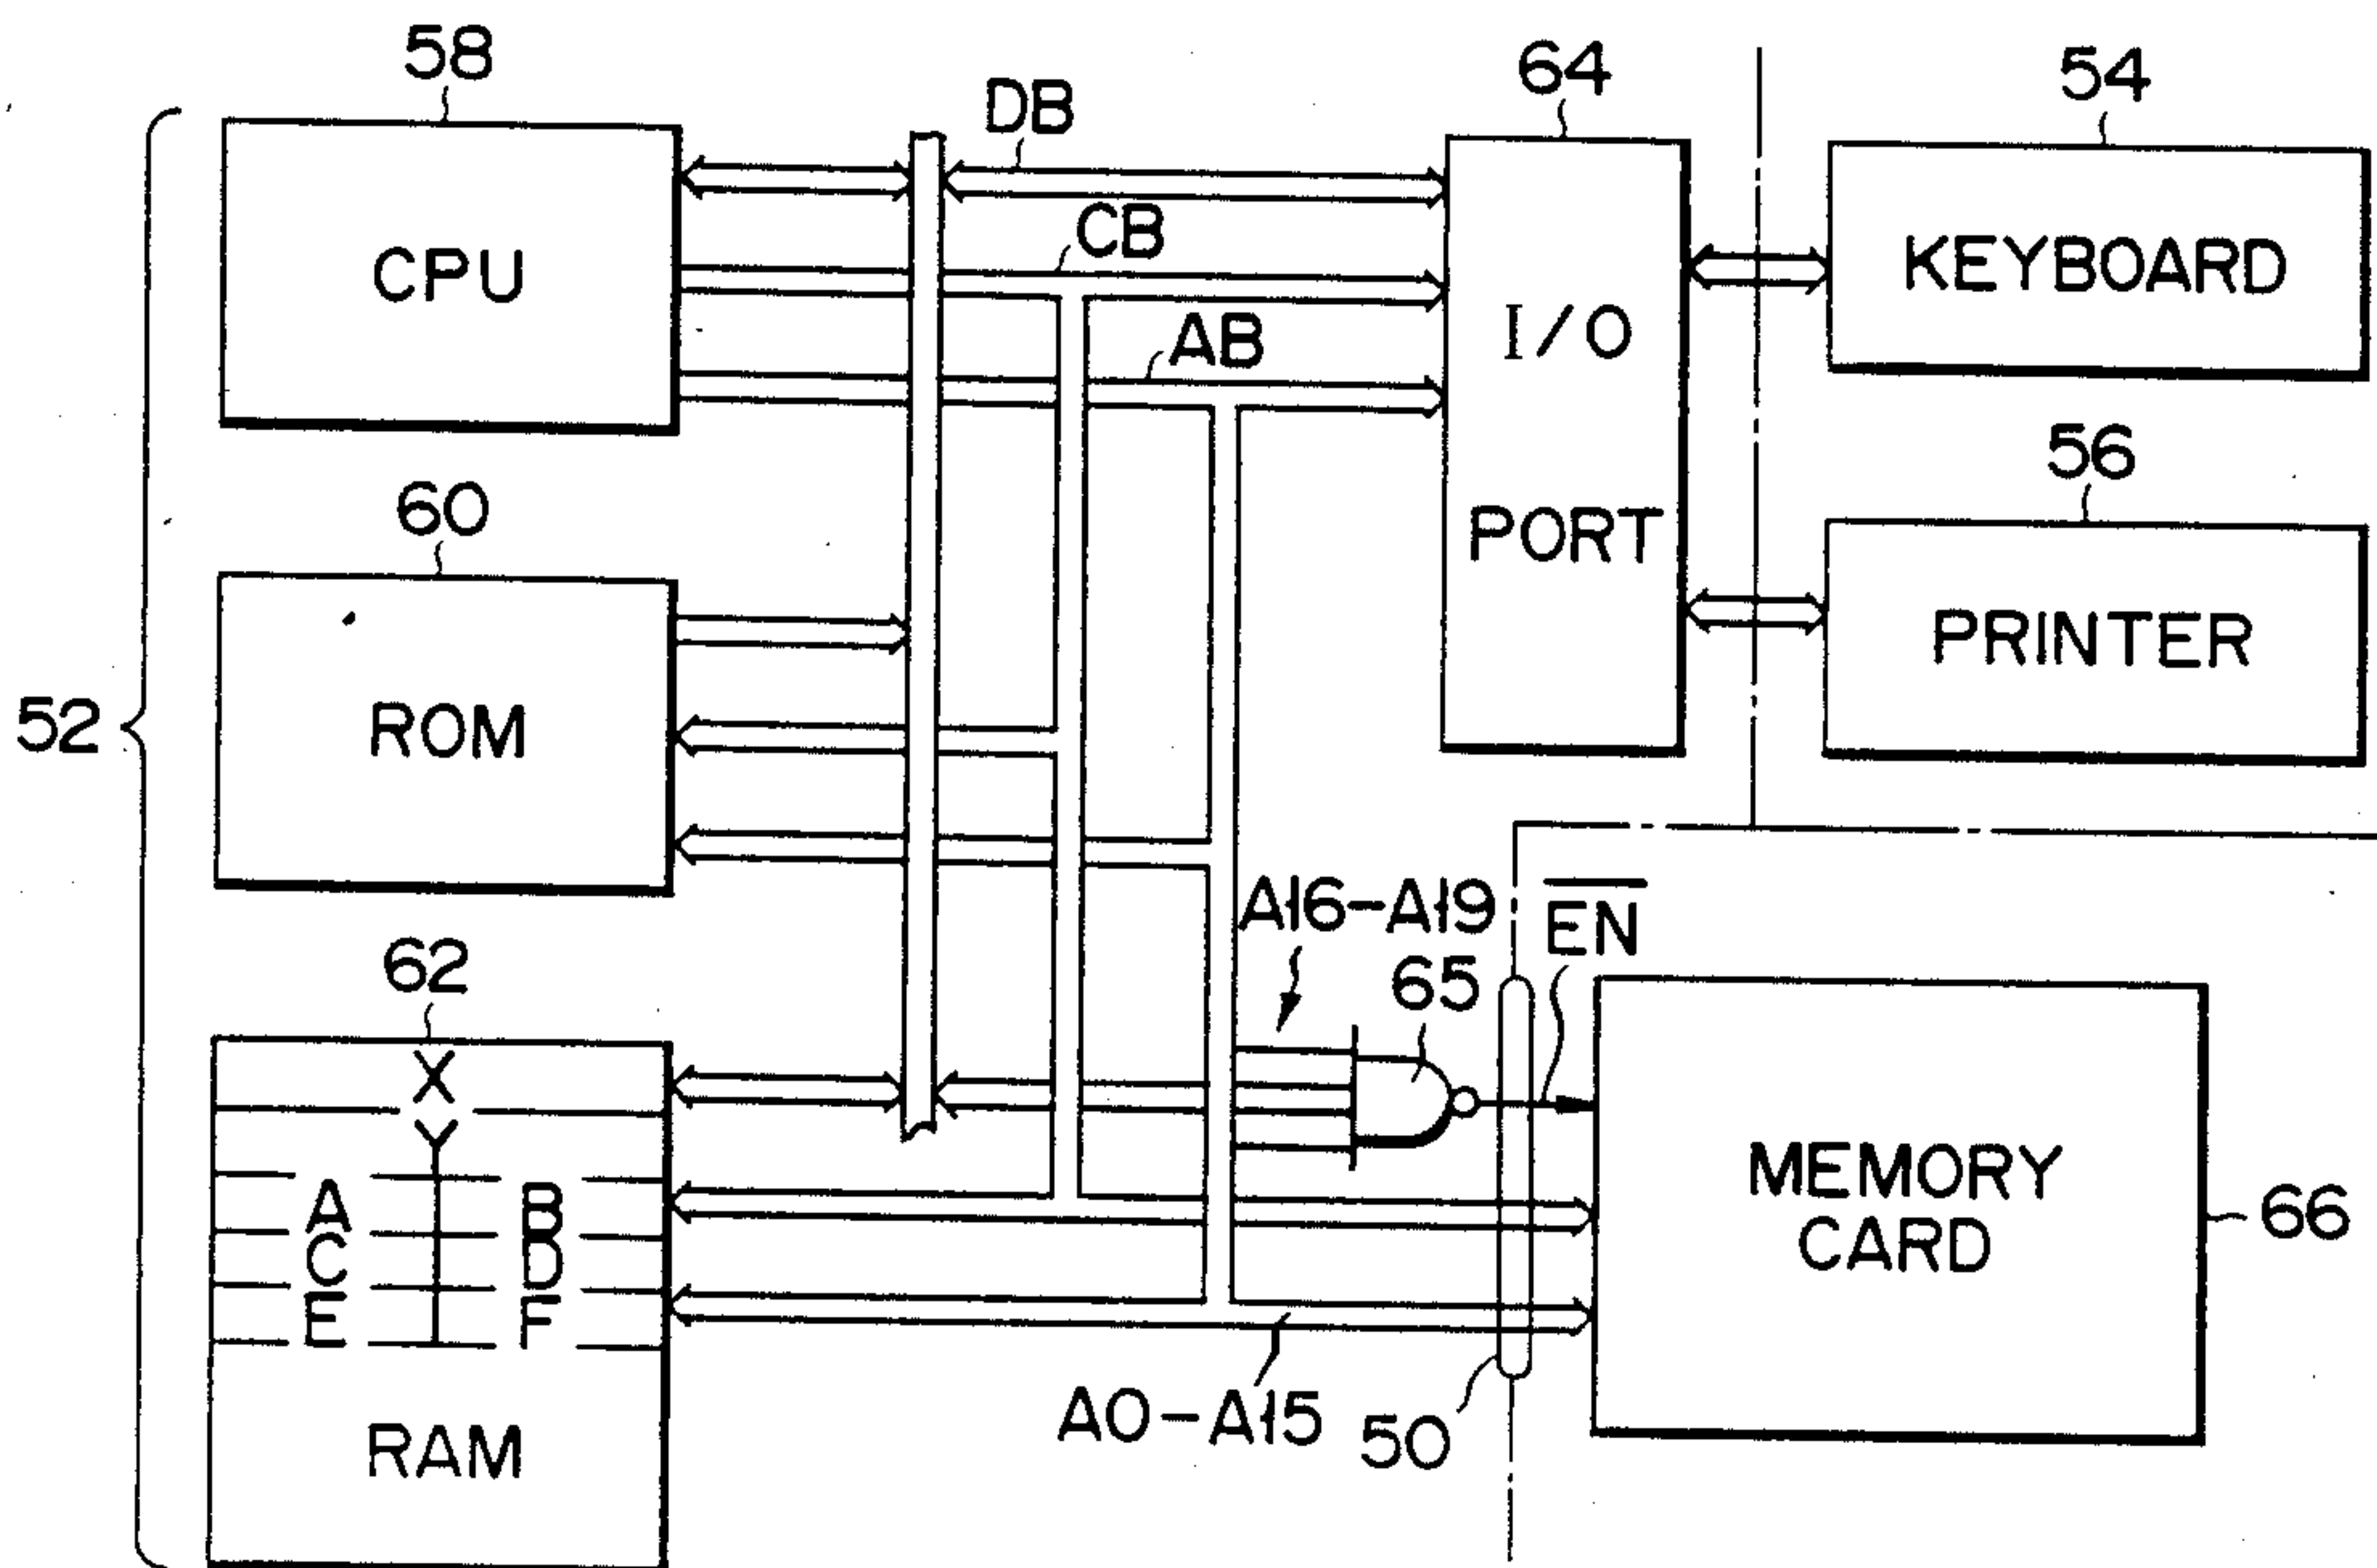 58
DB
64
54
CPU
CB
KEYBOARD
AB
I/O
PORT
60
56
ROM
PRINTER
52
A16-A19
EN
62
65
X
Y
A B
C D
E F
RAM
MEMORY
CARD
66
A0-A15
50